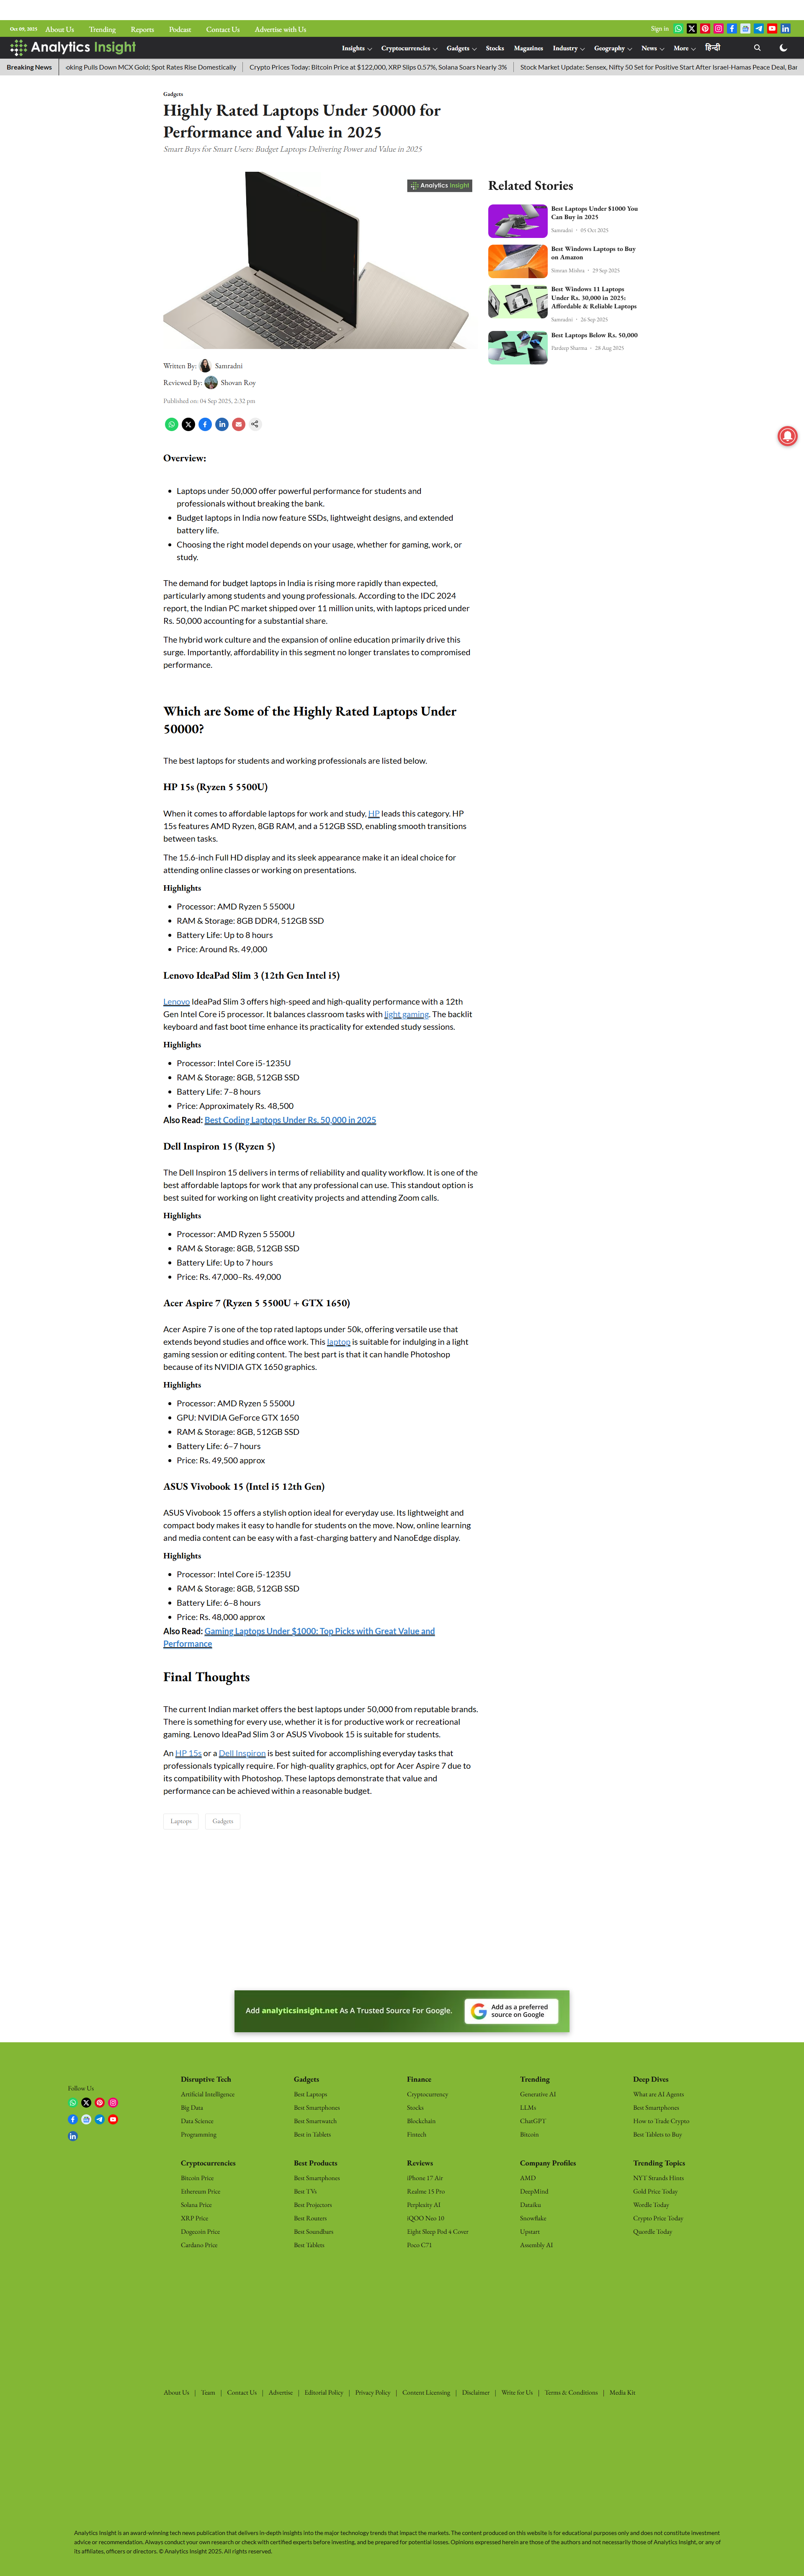 Oct 09, 2025 About Us Trending Reports Podcast Contact Us Advertise with Us Sign in
Analytics Insight Insights Cryptocurrencies Gadgets Stocks Magazines Industry Geography News More हिन्दी
Breaking News oking Pulls Down MCX Gold; Spot Rates Rise Domestically Crypto Prices Today: Bitcoin Price at $122,000, XRP Slips 0.57%, Solana Soars Nearly 3% Stock Market Update: Sensex, Nifty 50 Set for Positive Start After Israel-Hamas Peace Deal, Ban
Gadgets
Highly Rated Laptops Under 50000 for
Performance and Value in 2025
Smart Buys for Smart Users: Budget Laptops Delivering Power and Value in 2025
Analytics Insight
Written By: Samradni
Reviewed By: Shovan Roy
Published on: 04 Sep 2025, 2:32 pm
Related Stories
Best Laptops Under $1000 You
Can Buy in 2025
Samradni · 05 Oct 2025
Best Windows Laptops to Buy
on Amazon
Simran Mishra · 29 Sep 2025
Best Windows 11 Laptops
Under Rs. 30,000 in 2025:
Affordable & Reliable Laptops
Samradni · 26 Sep 2025
Best Laptops Below Rs. 50,000
Pardeep Sharma · 28 Aug 2025
Overview:
Laptops under 50,000 offer powerful performance for students and
professionals without breaking the bank.
Budget laptops in India now feature SSDs, lightweight designs, and extended
battery life.
Choosing the right model depends on your usage, whether for gaming, work, or
study.
The demand for budget laptops in India is rising more rapidly than expected,
particularly among students and young professionals. According to the IDC 2024
report, the Indian PC market shipped over 11 million units, with laptops priced under
Rs. 50,000 accounting for a substantial share.
The hybrid work culture and the expansion of online education primarily drive this
surge. Importantly, affordability in this segment no longer translates to compromised
performance.
Which are Some of the Highly Rated Laptops Under
50000?
The best laptops for students and working professionals are listed below.
HP 15s (Ryzen 5 5500U)
When it comes to affordable laptops for work and study, HP leads this category. HP
15s features AMD Ryzen, 8GB RAM, and a 512GB SSD, enabling smooth transitions
between tasks.
The 15.6-inch Full HD display and its sleek appearance make it an ideal choice for
attending online classes or working on presentations.
Highlights
Processor: AMD Ryzen 5 5500U
RAM & Storage: 8GB DDR4, 512GB SSD
Battery Life: Up to 8 hours
Price: Around Rs. 49,000
Lenovo IdeaPad Slim 3 (12th Gen Intel i5)
Lenovo IdeaPad Slim 3 offers high-speed and high-quality performance with a 12th
Gen Intel Core i5 processor. It balances classroom tasks with light gaming. The backlit
keyboard and fast boot time enhance its practicality for extended study sessions.
Highlights
Processor: Intel Core i5-1235U
RAM & Storage: 8GB, 512GB SSD
Battery Life: 7–8 hours
Price: Approximately Rs. 48,500
Also Read: Best Coding Laptops Under Rs. 50,000 in 2025
Dell Inspiron 15 (Ryzen 5)
The Dell Inspiron 15 delivers in terms of reliability and quality workflow. It is one of the
best affordable laptops for work that any professional can use. This standout option is
best suited for working on light creativity projects and attending Zoom calls.
Highlights
Processor: AMD Ryzen 5 5500U
RAM & Storage: 8GB, 512GB SSD
Battery Life: Up to 7 hours
Price: Rs. 47,000–Rs. 49,000
Acer Aspire 7 (Ryzen 5 5500U + GTX 1650)
Acer Aspire 7 is one of the top rated laptops under 50k, offering versatile use that
extends beyond studies and office work. This laptop is suitable for indulging in a light
gaming session or editing content. The best part is that it can handle Photoshop
because of its NVIDIA GTX 1650 graphics.
Highlights
Processor: AMD Ryzen 5 5500U
GPU: NVIDIA GeForce GTX 1650
RAM & Storage: 8GB, 512GB SSD
Battery Life: 6–7 hours
Price: Rs. 49,500 approx
ASUS Vivobook 15 (Intel i5 12th Gen)
ASUS Vivobook 15 offers a stylish option ideal for everyday use. Its lightweight and
compact body makes it easy to handle for students on the move. Now, online learning
and media content can be easy with a fast-charging battery and NanoEdge display.
Highlights
Processor: Intel Core i5-1235U
RAM & Storage: 8GB, 512GB SSD
Battery Life: 6–8 hours
Price: Rs. 48,000 approx
Also Read: Gaming Laptops Under $1000: Top Picks with Great Value and
Performance
Final Thoughts
The current Indian market offers the best laptops under 50,000 from reputable brands.
There is something for every use, whether it is for productive work or recreational
gaming. Lenovo IdeaPad Slim 3 or ASUS Vivobook 15 is suitable for students.
An HP 15s or a Dell Inspiron is best suited for accomplishing everyday tasks that
professionals typically require. For high-quality graphics, opt for Acer Aspire 7 due to
its compatibility with Photoshop. These laptops demonstrate that value and
performance can be achieved within a reasonable budget.
Laptops Gadgets
Add analyticsinsight.net As A Trusted Source For Google. Add as a preferred
source on Google
Follow Us
Disruptive Tech
Artificial Intelligence
Big Data
Data Science
Programming
Gadgets
Best Laptops
Best Smartphones
Best Smartwatch
Best in Tablets
Finance
Cryptocurrency
Stocks
Blockchain
Fintech
Trending
Generative AI
LLMs
ChatGPT
Bitcoin
Deep Dives
What are AI Agents
Best Smartphones
How to Trade Crypto
Best Tablets to Buy
Cryptocurrencies
Bitcoin Price
Ethereum Price
Solana Price
XRP Price
Dogecoin Price
Cardano Price
Best Products
Best Smartphones
Best TVs
Best Projectors
Best Routers
Best Soundbars
Best Tablets
Reviews
iPhone 17 Air
Realme 15 Pro
Perplexity AI
iQOO Neo 10
Eight Sleep Pod 4 Cover
Poco C71
Company Profiles
AMD
DeepMind
Dataiku
Snowflake
Upstart
Assembly AI
Trending Topics
NYT Strands Hints
Gold Price Today
Wordle Today
Crypto Price Today
Quordle Today
About Us | Team | Contact Us | Advertise | Editorial Policy | Privacy Policy | Content Licensing | Disclaimer | Write for Us | Terms & Conditions | Media Kit
Analytics Insight is an award-winning tech news publication that delivers in-depth insights into the major technology trends that impact the markets. The content produced on this website is for educational purposes only and does not constitute investment
advice or recommendation. Always conduct your own research or check with certified experts before investing, and be prepared for potential losses. Opinions expressed herein are those of the authors and not necessarily those of Analytics Insight, or any of
its affiliates, officers or directors. © Analytics Insight 2025. All rights reserved.